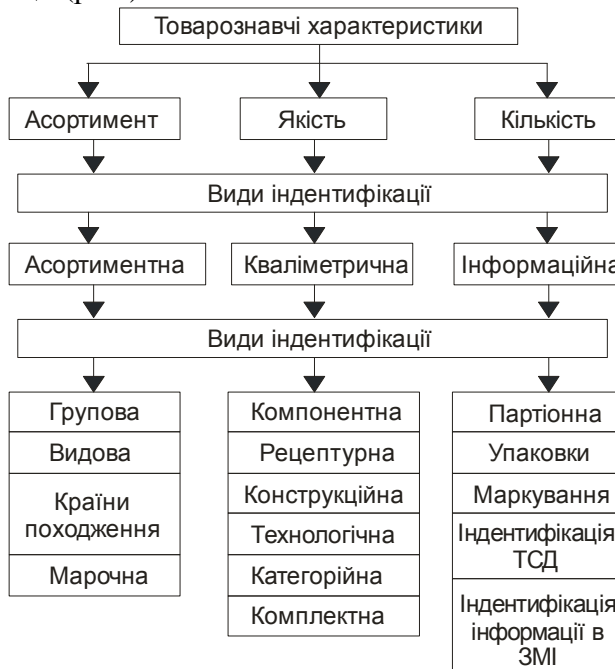 Товарознавчі характеристики
Асортимент
Якість
Кількість
Види індентифікації
Асортиментна
Кваліметрична
Інформаційна
Види індентифікації
Групова
Видова
Країни
походження
Марочна
Компонентна
Рецептурна
Конструкційна
Технологічна
Категорійна
Комплектна
Партіонна
Упаковки
Маркування
Індентифікація
ТСД
Індентифікація
інформації в
ЗМІ